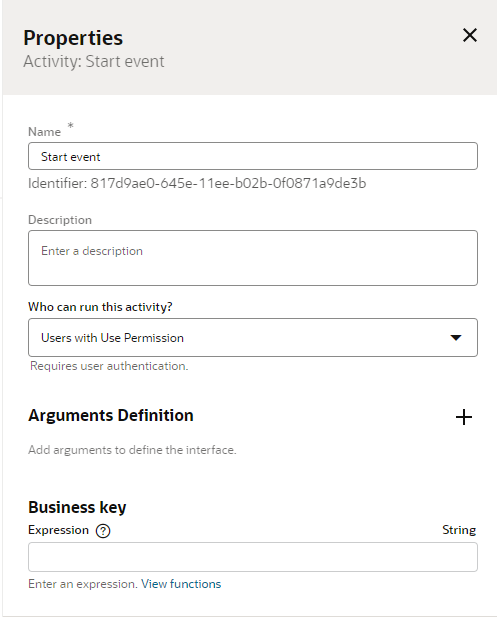 Properties
Activity: Start event
Name *
Start event
Identifier: 817d9ae0-645e-11ee-b02b-0f0871a9de3b
Description
Enter a description
Who can run this activity?
Users with Use Permission
Requires user authentication.
Arguments Definition
Add arguments to define the interface.
Business key
Expression ? String
Enter an expression. View functions